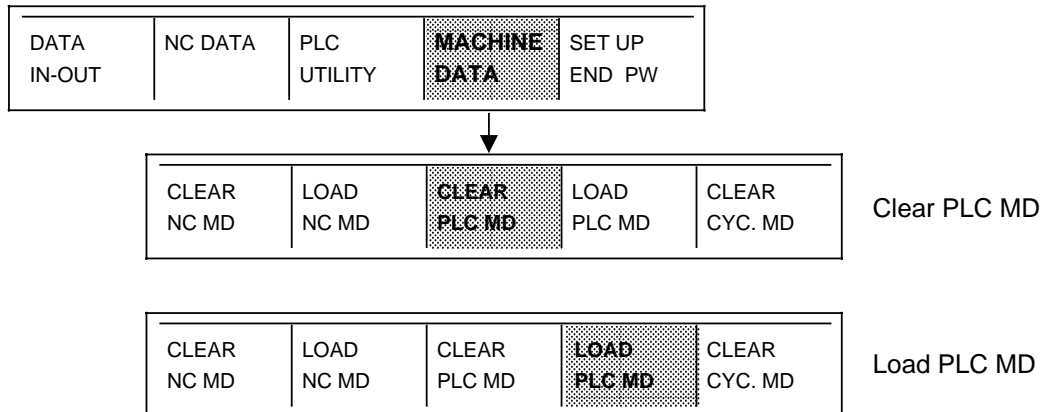 DATA NC DATA PLC MACHINE SET UP
IN-OUT UTILITY DATA END PW
CLEAR LOAD CLEAR LOAD CLEAR
NC MD NC MD PLC MD PLC MD CYC. MD
Clear PLC MD
CLEAR LOAD CLEAR LOAD CLEAR
NC MD NC MD PLC MD PLC MD CYC. MD
Load PLC MD